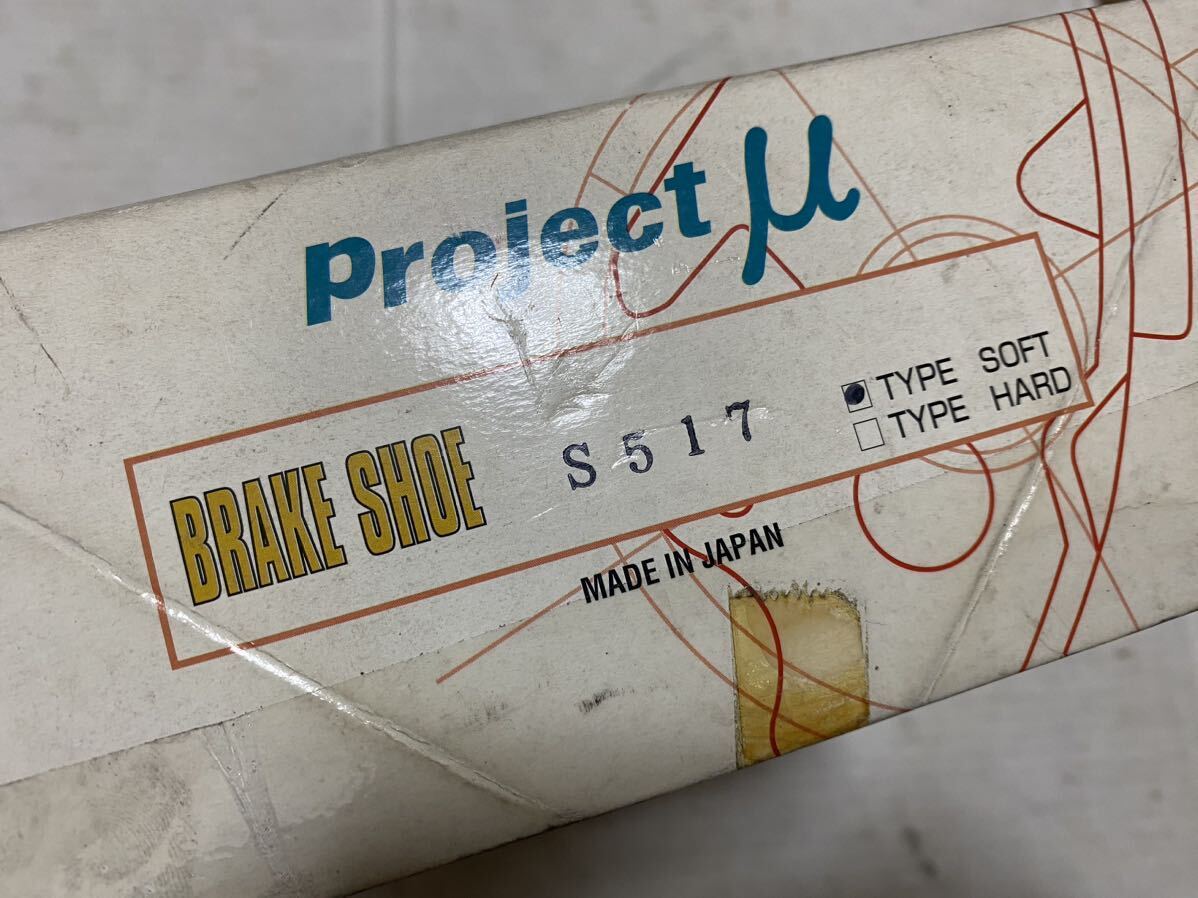 project μ
BRAKE SHOE S517
TYPE SOFT
TYPE HARD
MADE IN JAPAN